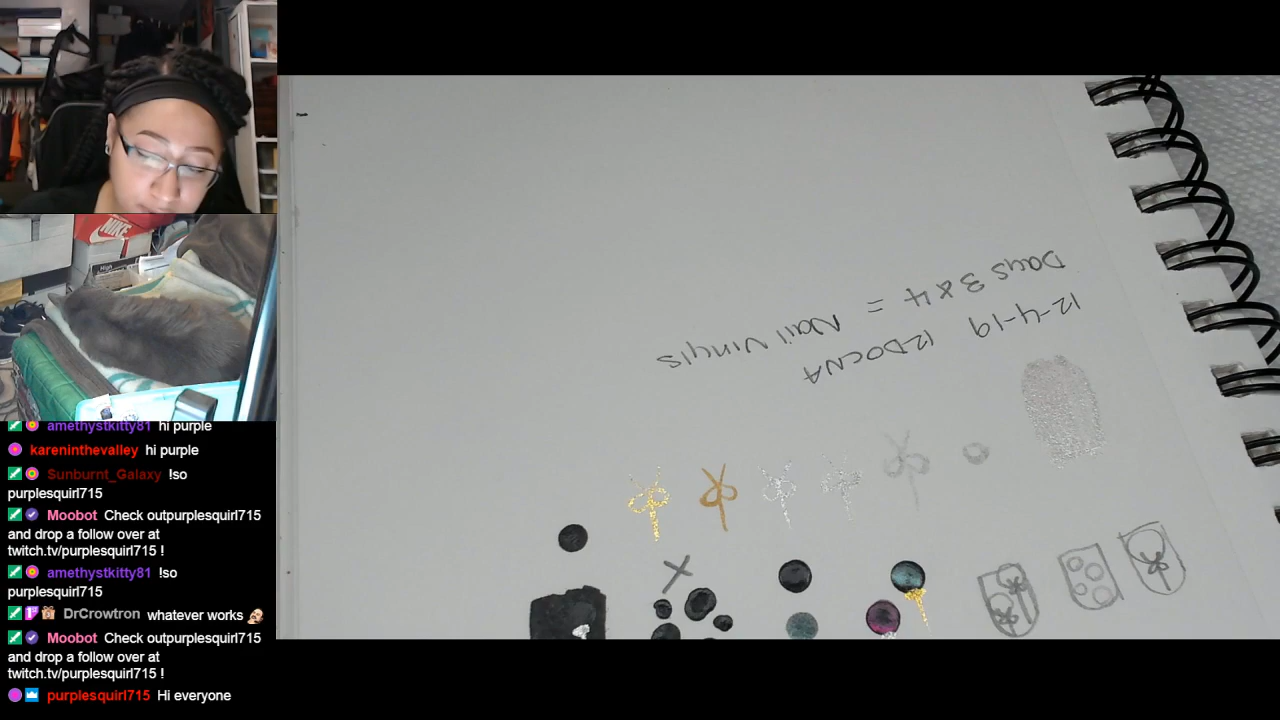 NIKE
High
amethystkitty81 hi purple
kareninthevalley hi purple
Sunburnt_Galaxy !so
purplesquirl715
Moobot Check outpurplesquirl715
and drop a follow over at
twitch.tv/purplesquirl715 !
amethystkitty81 !so
purplesquirl715
DrCrowtron whatever works
Moobot Check outpurplesquirl715
and drop a follow over at
twitch.tv/purplesquirl715 !
purplesquirl715 Hi everyone
12-4-19 12DOCNA
Days 3 & 4 = Nail Vinyls